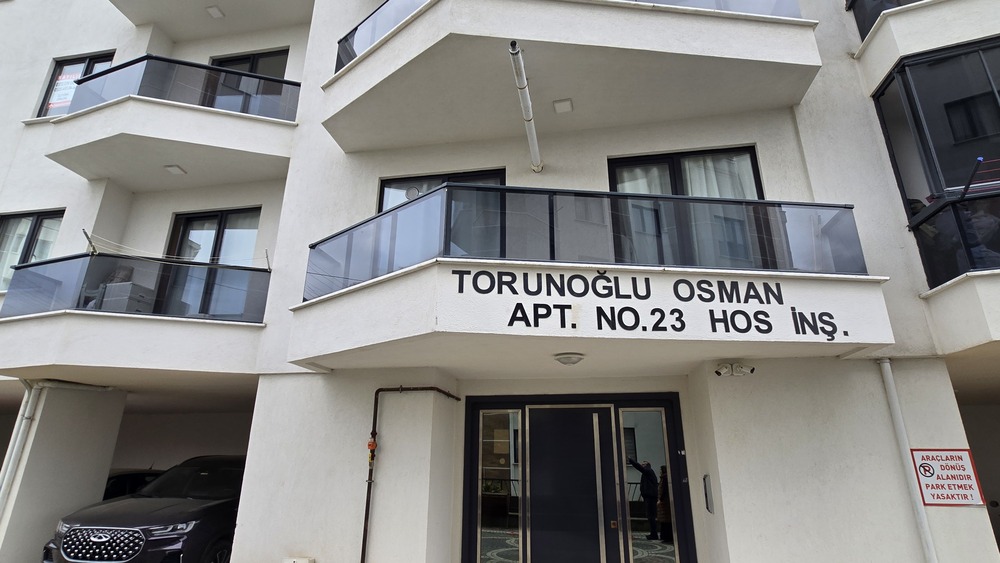 TORUNOĞLU OSMAN
APT. NO.23 HOS İNŞ.
ARAÇLARIN
DÖNÜŞ
ALANIDIR
PARK ETMEK
YASAKTIR !